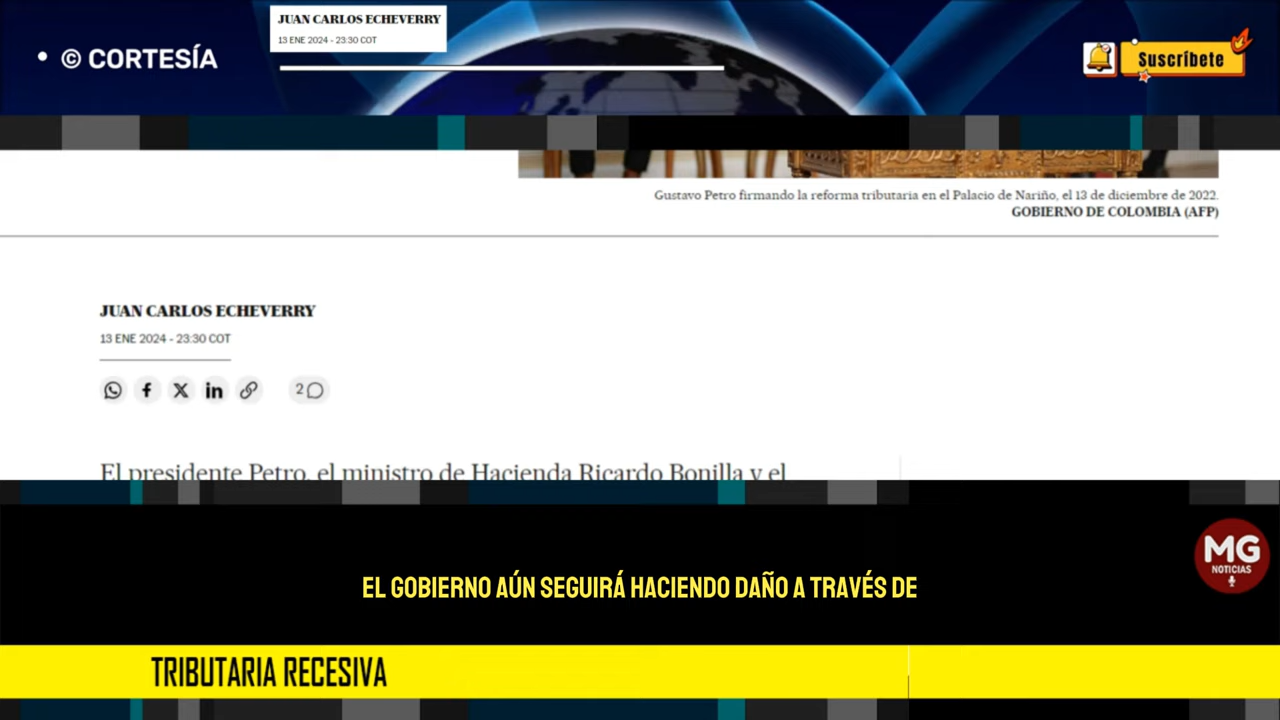 JUAN CARLOS ECHEVERRY
13 ENE 2024 - 23:30 COT
© CORTESÍA
Suscríbete
Gustavo Petro firmando la reforma tributaria en el Palacio de Nariño, el 13 de diciembre de 2022.
GOBIERNO DE COLOMBIA (AFP)
JUAN CARLOS ECHEVERRY
13 ENE 2024 - 23:30 COT
2
El presidente Petro, el ministro de Hacienda Ricardo Bonilla y el
MG
NOTICIAS
EL GOBIERNO AÚN SEGUIRÁ HACIENDO DAÑO A TRAVÉS DE
TRIBUTARIA RECESIVA